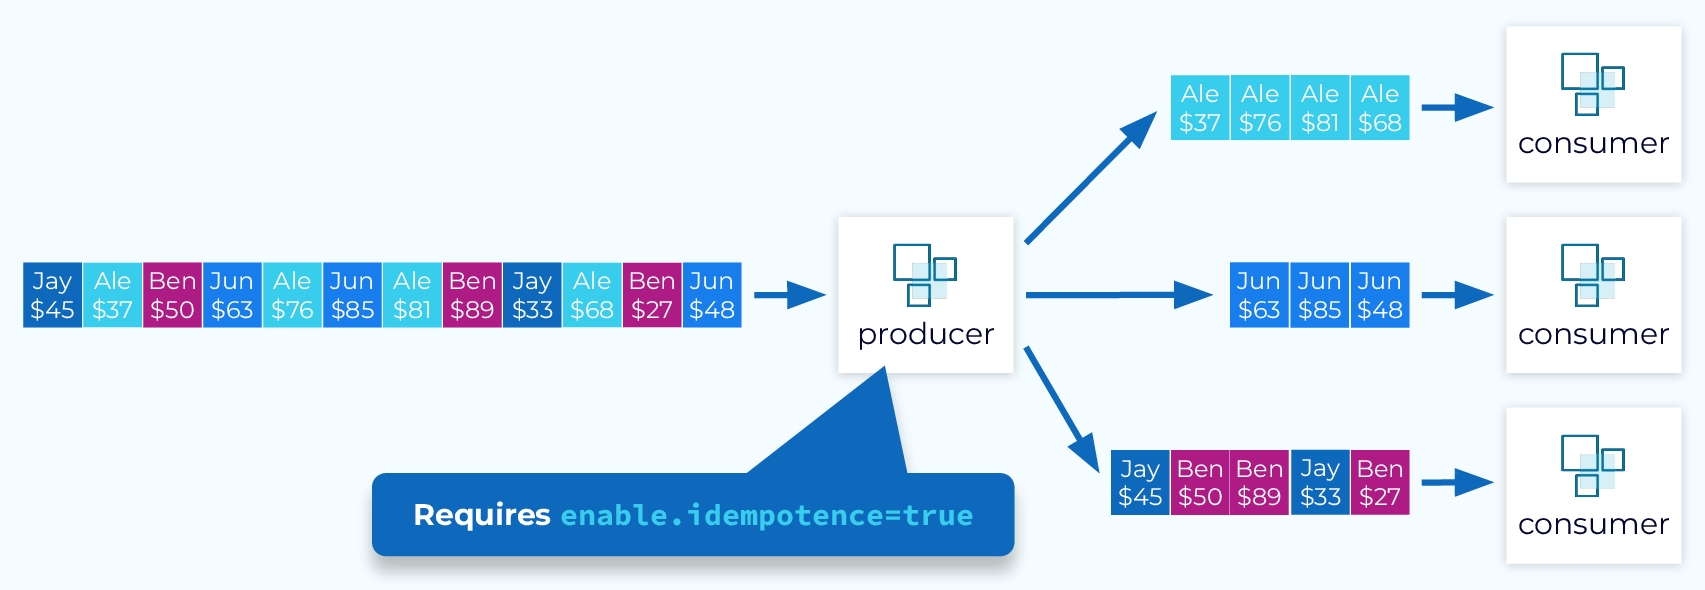 Ale Ale Ale Ale
$37 $76 $81 $68
consumer
Jay Ale Ben Jun Ale Jun Ale Ben Jay Ale Ben Jun
$45 $37 $50 $63 $76 $85 $81 $89 $33 $68 $27 $48
producer
Jun Jun Jun
$63 $85 $48
consumer
Jay Ben Ben Jay Ben
$45 $50 $89 $33 $27
consumer
Requires enable.idempotence=true